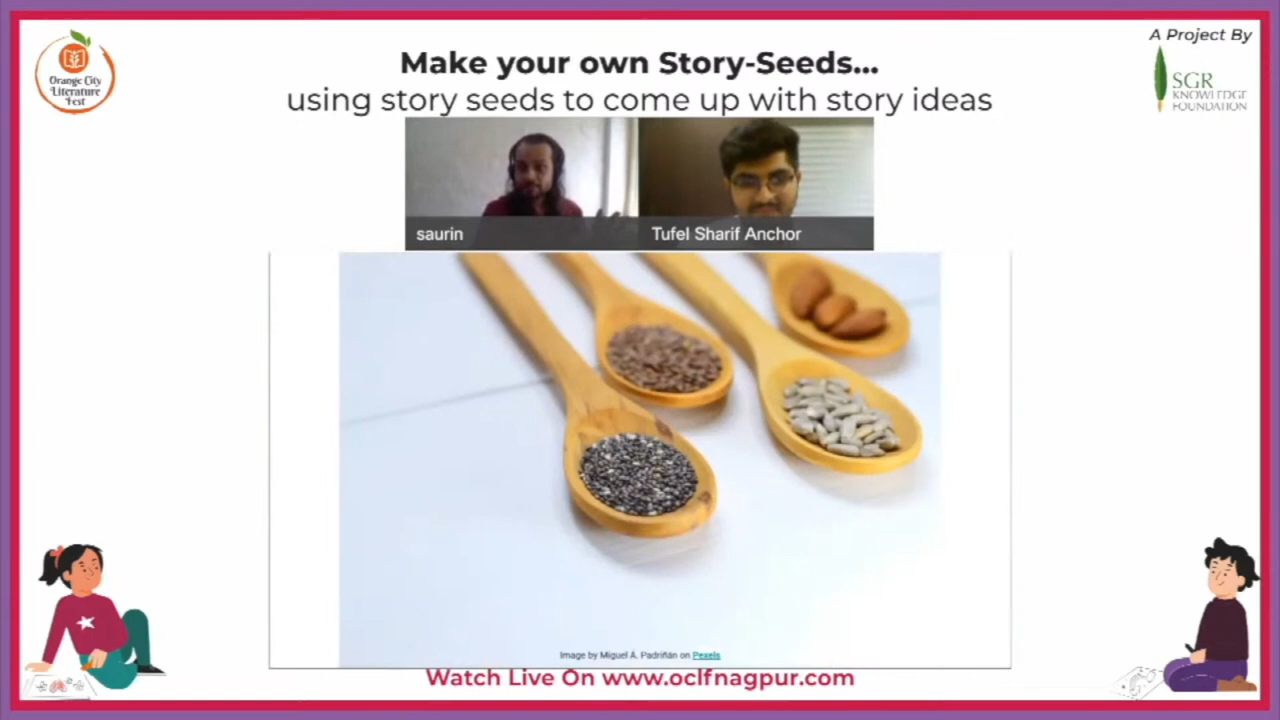 A Project By
Orange City
Literature
Fest
SGR
KNOWLEDGE
FOUNDATION
Make your own Story-Seeds...
using story seeds to come up with story ideas
saurin
Tufel Sharif Anchor
Image by Miguel Á. Padriñán on Pexels
Watch Live On www.oclfnagpur.com